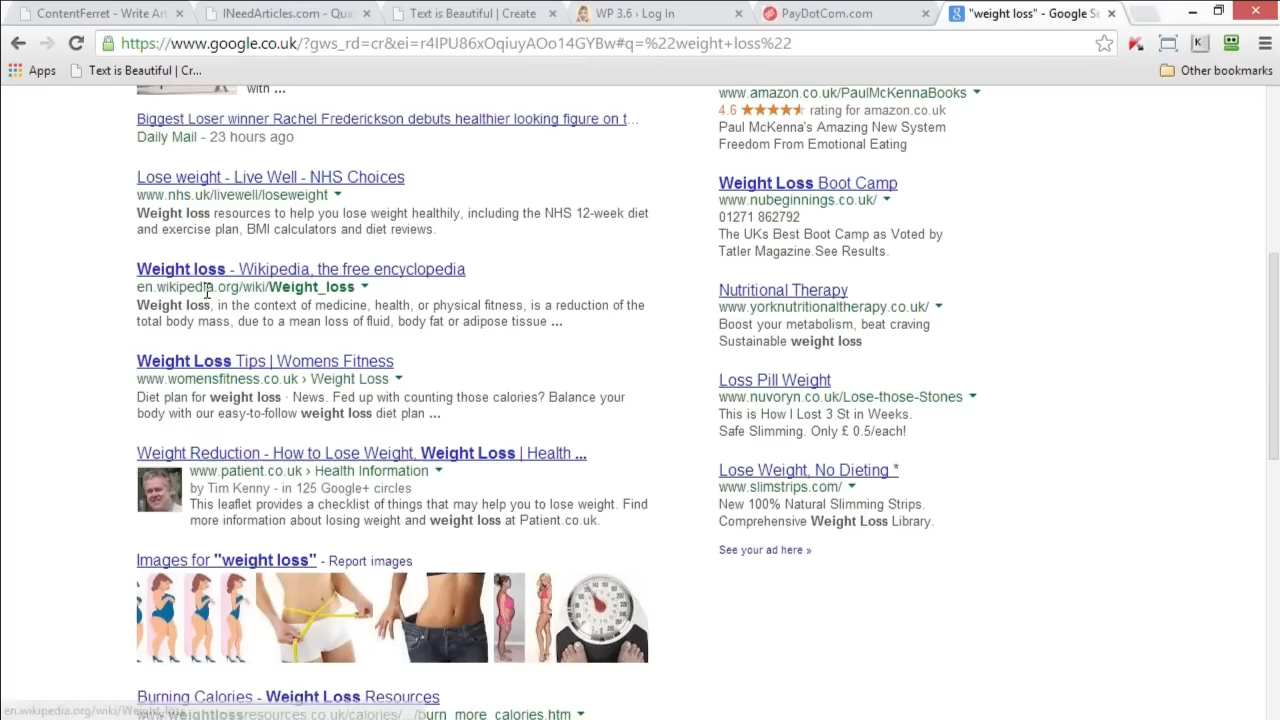 ContentFerret - Write Art
INeedArticles.com - Que
Text is Beautiful | Create
WP 3.6 › Log In
PayDotCom.com
"weight loss" - Google S
https://www.google.co.uk/?gws_rd=cr&ei=r4IPU86xOqiuyAOo14GYBw#q=%22weight+loss%22
Apps
Text is Beautiful | Cr...
Other bookmarks
with ...
Biggest Loser winner Rachel Frederickson debuts healthier looking figure on t...
Daily Mail - 23 hours ago
Lose weight - Live Well - NHS Choices
www.nhs.uk/livewell/loseweight
Weight loss resources to help you lose weight healthily, including the NHS 12-week diet
and exercise plan, BMI calculators and diet reviews.
Weight loss - Wikipedia, the free encyclopedia
en.wikipedia.org/wiki/Weight_loss
Weight loss, in the context of medicine, health, or physical fitness, is a reduction of the
total body mass, due to a mean loss of fluid, body fat or adipose tissue ...
Weight Loss Tips | Womens Fitness
www.womensfitness.co.uk › Weight Loss
Diet plan for weight loss · News. Fed up with counting those calories? Balance your
body with our easy-to-follow weight loss diet plan ...
Weight Reduction - How to Lose Weight, Weight Loss | Health ...
www.patient.co.uk › Health Information
by Tim Kenny - in 125 Google+ circles
This leaflet provides a checklist of things that may help you to lose weight. Find
more information about losing weight and weight loss at Patient.co.uk.
Images for "weight loss" - Report images
Burning Calories - Weight Loss Resources
www.weightlossresources.co.uk/calories/.../burn_more_calories.htm
en.wikipedia.org/wiki/Weight_loss
www.amazon.co.uk/PaulMcKennaBooks
4.6 ★★★★★ rating for amazon.co.uk
Paul McKenna's Amazing New System
Freedom From Emotional Eating
Weight Loss Boot Camp
www.nubeginnings.co.uk/
01271 862792
The UKs Best Boot Camp as Voted by
Tatler Magazine.See Results.
Nutritional Therapy
www.yorknutritionaltherapy.co.uk/
Boost your metabolism, beat craving
Sustainable weight loss
Loss Pill Weight
www.nuvoryn.co.uk/Lose-those-Stones
This is How I Lost 3 St in Weeks.
Safe Slimming. Only £ 0.5/each!
Lose Weight, No Dieting *
www.slimstrips.com/
New 100% Natural Slimming Strips.
Comprehensive Weight Loss Library.
See your ad here »